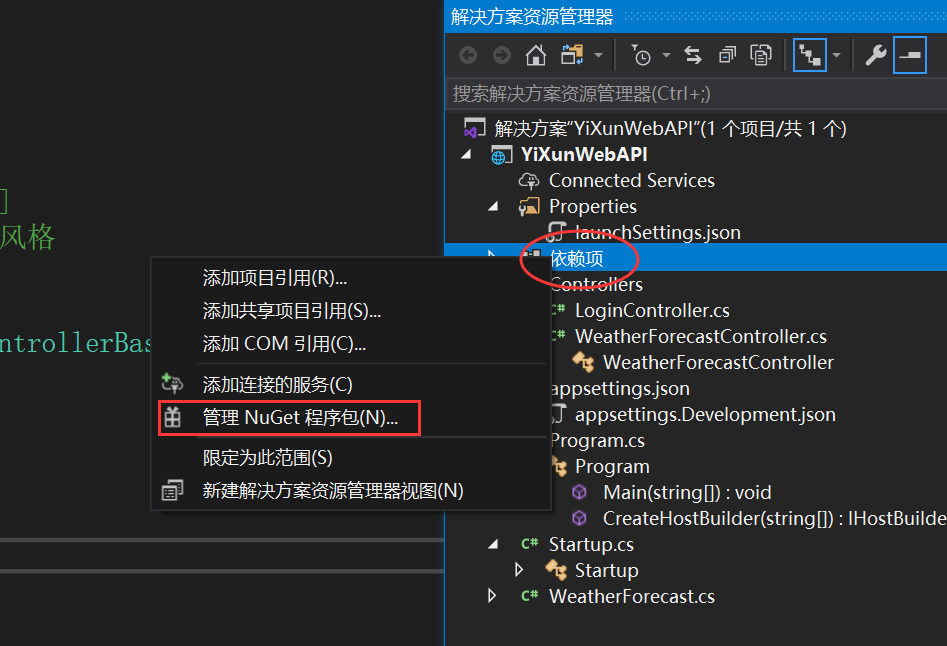 解决方案资源管理器
搜索解决方案资源管理器(Ctrl+;)
解决方案“YiXunWebAPI”(1 个项目/共 1 个)
YiXunWebAPI
Connected Services
Properties
launchSettings.json
依赖项
Controllers
C# LoginController.cs
C# WeatherForecastController.cs
WeatherForecastController
appsettings.json
appsettings.Development.json
Program.cs
Program
Main(string[]) : void
CreateHostBuilder(string[]) : IHostBuilde
C# Startup.cs
Startup
C# WeatherForecast.cs
]
风格
ntrollerBas
添加项目引用(R)...
添加共享项目引用(S)...
添加 COM 引用(C)...
添加连接的服务(C)
管理 NuGet 程序包(N)...
限定为此范围(S)
新建解决方案资源管理器视图(N)